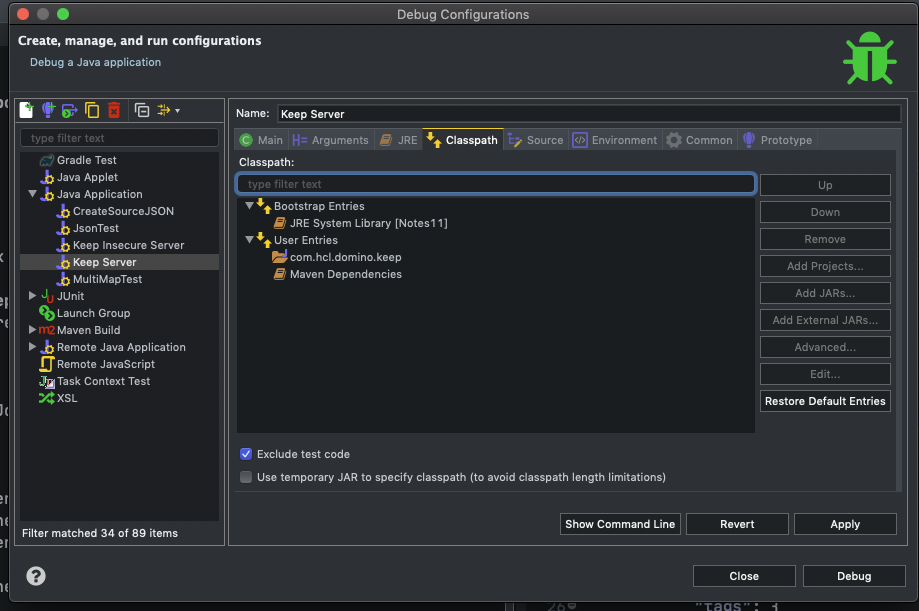 Debug Configurations
Create, manage, and run configurations
Debug a Java application
type filter text
Gradle Test
Java Applet
Java Application
CreateSourceJSON
JsonTest
Keep Insecure Server
Keep Server
MultiMapTest
JUnit
Launch Group
m2 Maven Build
Remote Java Application
Remote JavaScript
Task Context Test
XSL
Filter matched 34 of 89 items
Name: Keep Server
Main Arguments JRE Classpath Source Environment Common Prototype
Classpath:
type filter text
Bootstrap Entries
JRE System Library [Notes11]
User Entries
com.hcl.domino.keep
Maven Dependencies
Up
Down
Remove
Add Projects...
Add JARs...
Add External JARs...
Advanced...
Edit...
Restore Default Entries
Exclude test code
Use temporary JAR to specify classpath (to avoid classpath length limitations)
Show Command Line Revert Apply
? Close Debug
26 "tags": {